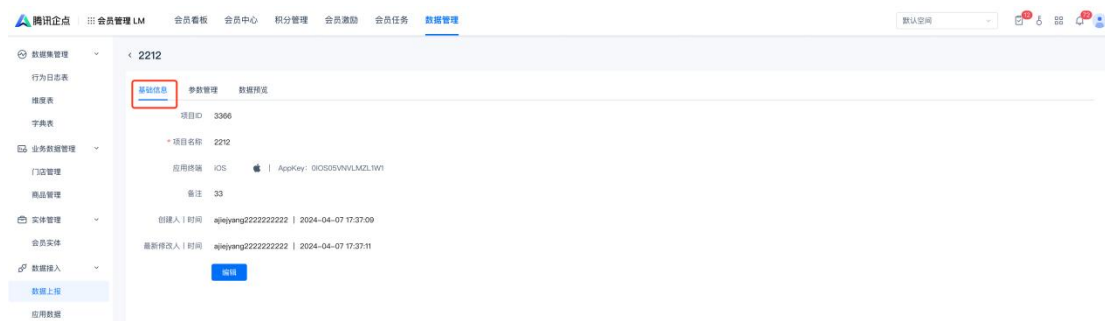 腾讯企点 会员管理 LM 会员看板 会员中心 积分管理 会员激励 会员任务 数据管理 默认空间 72
数据集管理
行为日志表
维度表
字典表
业务数据管理
门店管理
商品管理
实体管理
会员实体
数据接入
数据上报
应用数据
2212
基础信息 参数管理 数据预览
项目ID 3366
* 项目名称 2212
应用终端 iOS | AppKey: 0IOS05VNVLMZL1W1
备注 33
创建人 | 时间 ajiejyang2222222222 | 2024-04-07 17:37:09
最新修改人 | 时间 ajiejyang2222222222 | 2024-04-07 17:37:11
编辑